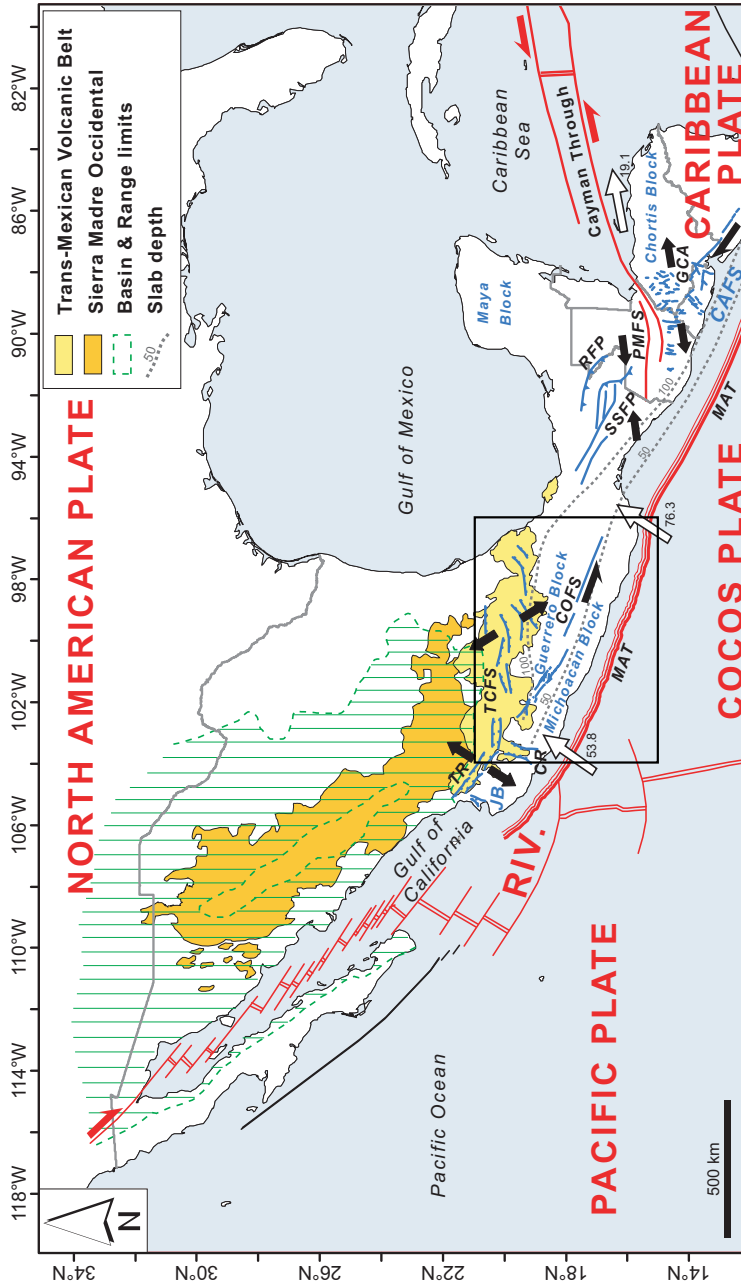 118°W
114°W
110°W
106°W
102°W
98°W
94°W
90°W
86°W
82°W
34°N
30°N
26°N
22°N
18°N
14°N
N
Trans-Mexican Volcanic Belt
Sierra Madre Occidental
Basin & Range limits
50
Slab depth
NORTH AMERICAN PLATE
Gulf of Mexico
Caribbean
Sea
Gulf of
California
Pacific Ocean
PACIFIC PLATE
RIV.
COCOS PLATE
CARIBBEAN
PLATE
Cayman Through
19.1
Maya
Block
Chortis Block
GCA
CAFS
PMFS
RFP
SSFP
100
50
MAT
76.3
TR
JB
CR
TCFS
100
50
Guerrero Block
COFS
Michoacan Block
53.8
MAT
500 km